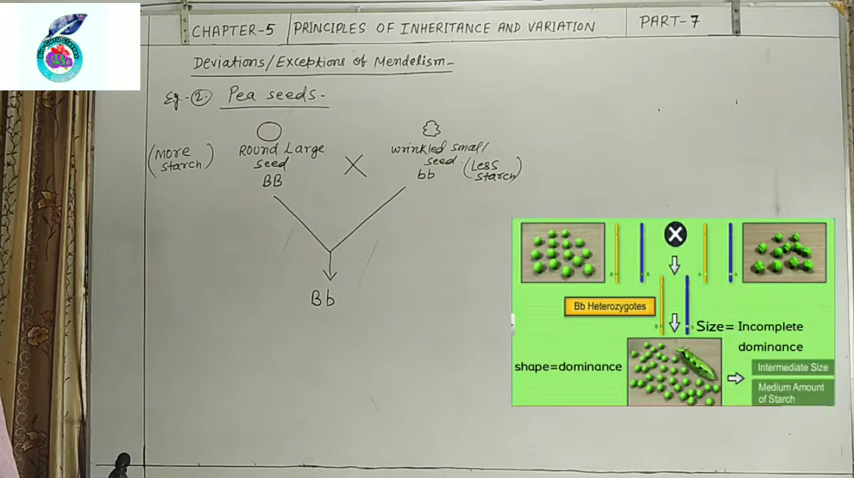 CHAPTER-5 PRINCIPLES OF INHERITANCE AND VARIATION PART-7
Deviations/Exceptions of Mendelism-
Eg-② Pea seeds-
(More starch)
Round Large
seed
BB
X
wrinkled small
seed
bb
(Less starch)
Bb
X
Bb Heterozygotes
Size= Incomplete
dominance
shape=dominance
Intermediate Size
Medium Amount
of Starch